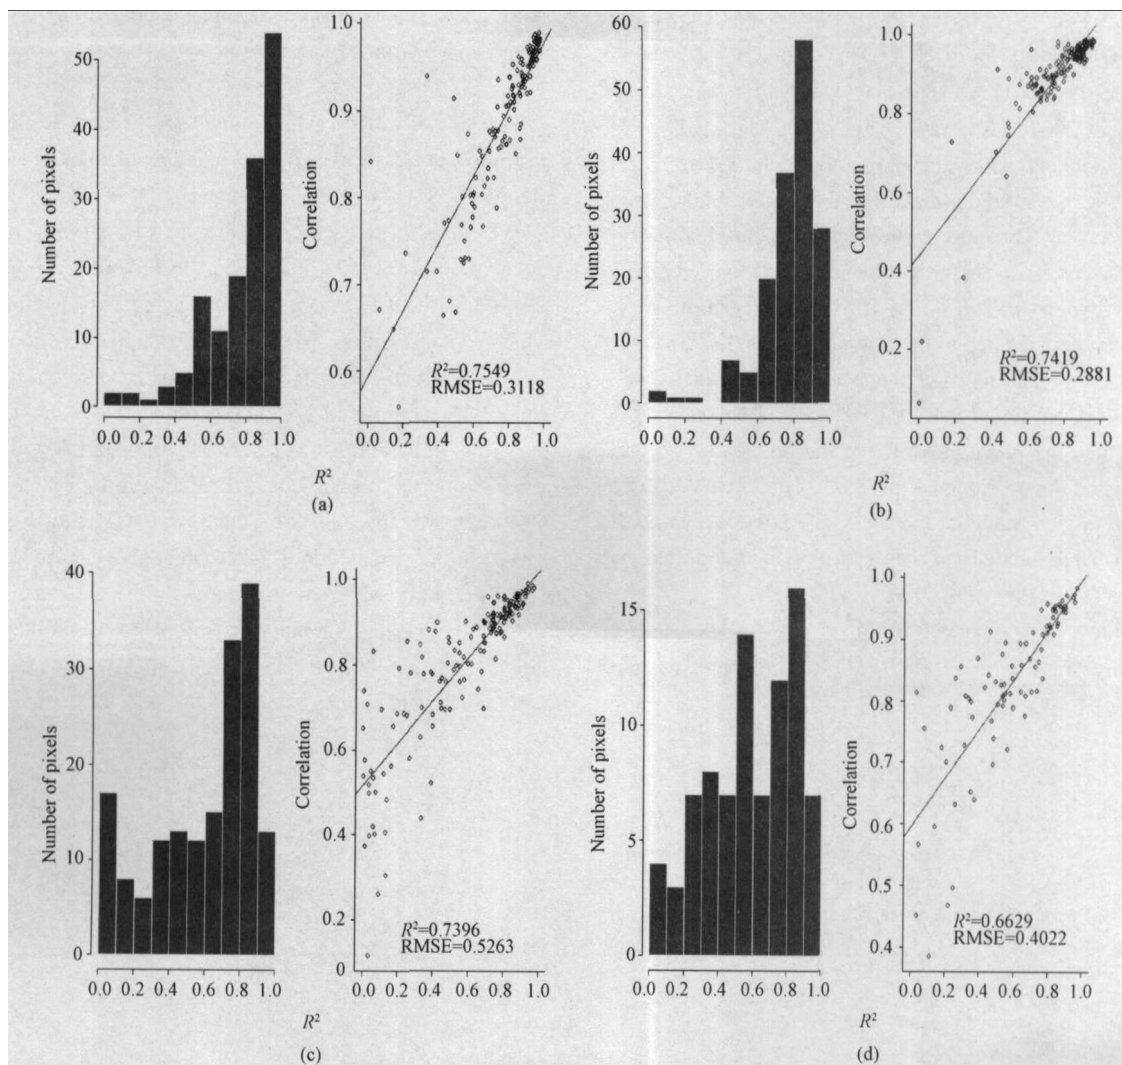 50
40
30
20
10
0
Number of pixels
0.0 0.2 0.4 0.6 0.8 1.0
1.0
0.9
0.8
0.7
0.6
Correlation
R²=0.7549
RMSE=0.3118
0.0 0.2 0.4 0.6 0.8 1.0
R²
(a)
60
50
40
30
20
10
0
Number of pixels
0.0 0.2 0.4 0.6 0.8 1.0
1.0
0.8
0.6
0.4
0.2
Correlation
R²=0.7419
RMSE=0.2881
0.0 0.2 0.4 0.6 0.8 1.0
R²
(b)
40
30
20
10
0
Number of pixels
0.0 0.2 0.4 0.6 0.8 1.0
1.0
0.8
0.6
0.4
0.2
0
Correlation
R²=0.7396
RMSE=0.5263
0.0 0.2 0.4 0.6 0.8 1.0
R²
(c)
15
10
5
0
Number of pixels
0.0 0.2 0.4 0.6 0.8 1.0
1.0
0.9
0.8
0.7
0.6
0.5
0.4
Correlation
R²=0.6629
RMSE=0.4022
0.0 0.2 0.4 0.6 0.8 1.0
R²
(d)